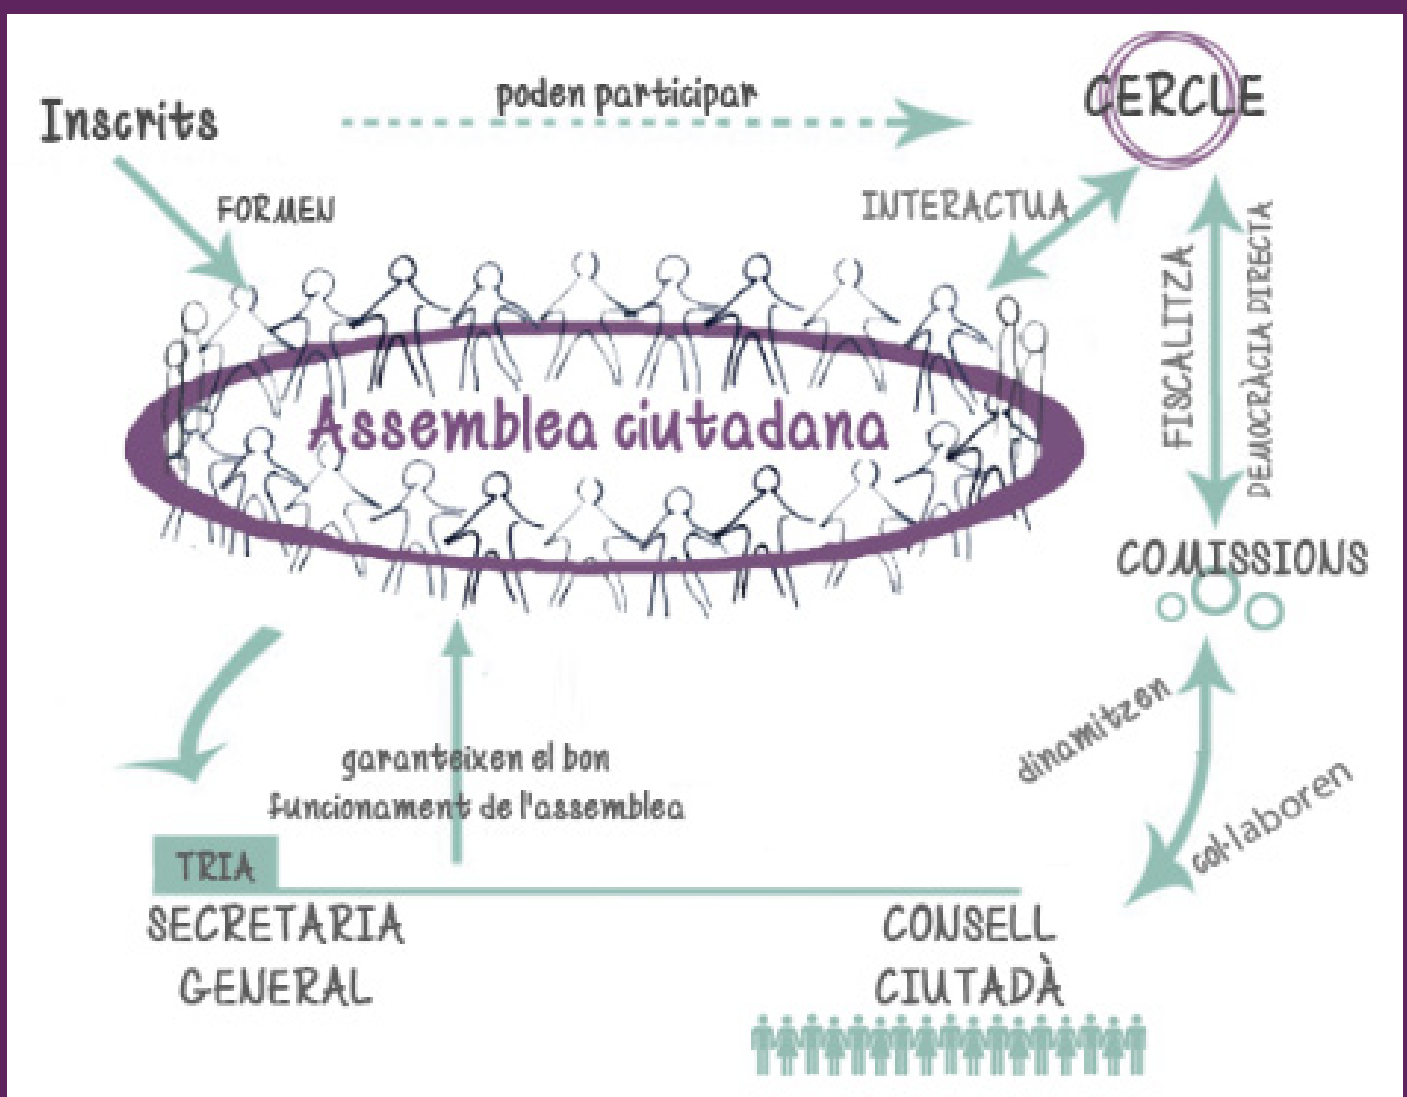 poden participar
CERCLE
Inscrits
FORMEN
INTERACTUA
FISCALITZA
DEMOCRÀCIA DIRECTA
Assemblea ciutadana
COMISSIONS
dinamitzen
col·laboren
garanteixen el bon
funcionament de l'assemblea
TRIA
SECRETARIA
GENERAL
CONSELL
CIUTADÀ